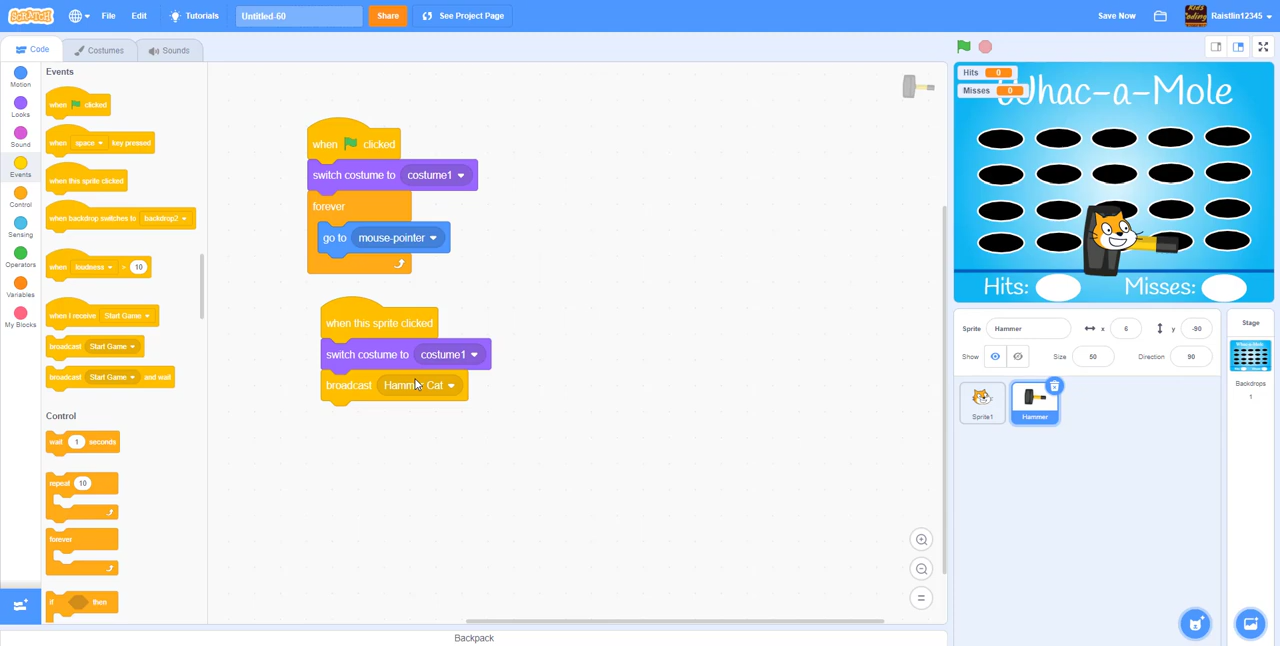 SCRATCH File Edit Tutorials Untitled-60 Share See Project Page Save Now Raistlin12345
Code Costumes Sounds
Motion
Looks
Sound
Events
Control
Sensing
Operators
Variables
My Blocks
Events
when clicked
when space key pressed
when this sprite clicked
when backdrop switches to backdrop2
when loudness > 10
when I receive Start Game
broadcast Start Game
broadcast Start Game and wait
Control
wait 1 seconds
repeat 10
forever
if then
when clicked
switch costume to costume1
forever
go to mouse-pointer
when this sprite clicked
switch costume to costume1
broadcast Hammer Cat
Backpack
Hits 0
Misses 0
Whac-a-Mole
Hits: Misses:
Sprite Hammer x 6 y -90
Show Size 50 Direction 90
Sprite1
Hammer
Stage
Backdrops
1